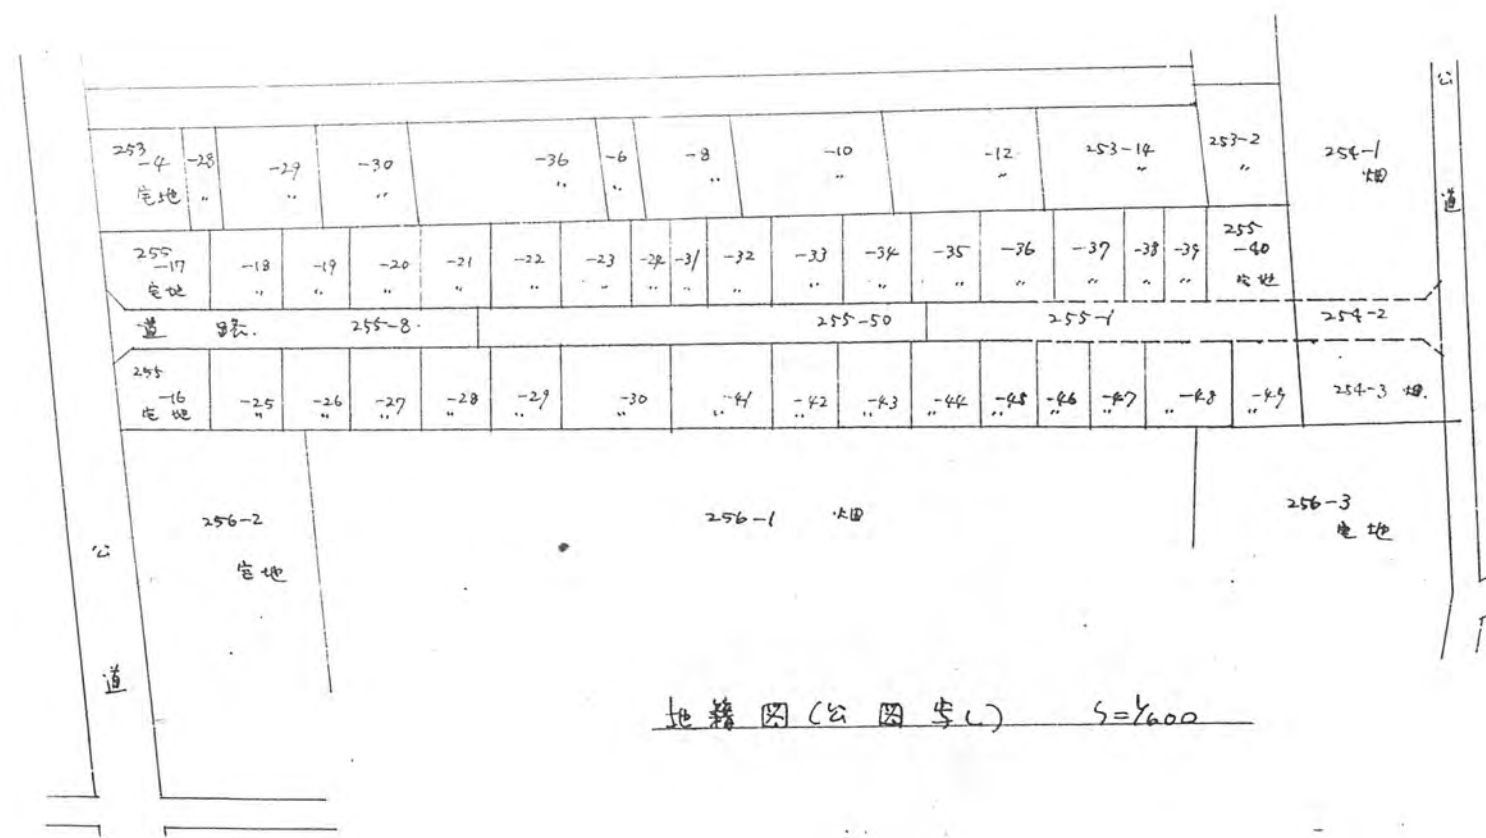 公
道
253
-4 -28 -29 -30 -36 -6 -8 -10 -12 253-14 253-2 254-1
宅地 〃 〃 〃 〃 〃 〃 〃 〃 〃 〃 畑
255
-17 -18 -19 -20 -21 -22 -23 -24 -31 -32 -33 -34 -35 -36 -37 -38 -39 255-40
宅地 〃 〃 〃 〃 〃 〃 〃 〃 〃 〃 〃 〃 〃 〃 〃 〃 宅地
道 路. 255-8 255-50 255-1 254-2
255
-16 -25 -26 -27 -28 -29 -30 -41 -42 -43 -44 -45 -46 -47 -48 -49 254-3 畑.
宅地 〃 〃 〃 〃 〃 〃 〃 〃 〃 〃 〃 〃 〃 〃 〃
256-2
宅地
256-1 畑
256-3
宅地
公
道
地籍図(公図写し) S=1/600